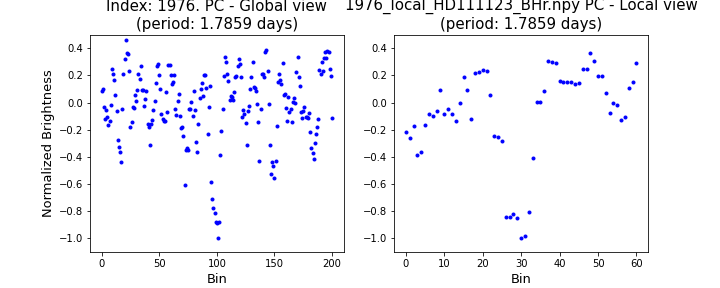 Index: 1976. PC - Global view
(period: 1.7859 days)
1976_local_HD111123_BHr.npy PC - Local view
(period: 1.7859 days)
Normalized Brightness
0.4
0.2
0.0
−0.2
−0.4
−0.6
−0.8
−1.0
0 50 100 150 200
Bin
0.4
0.2
0.0
−0.2
−0.4
−0.6
−0.8
−1.0
0 10 20 30 40 50 60
Bin